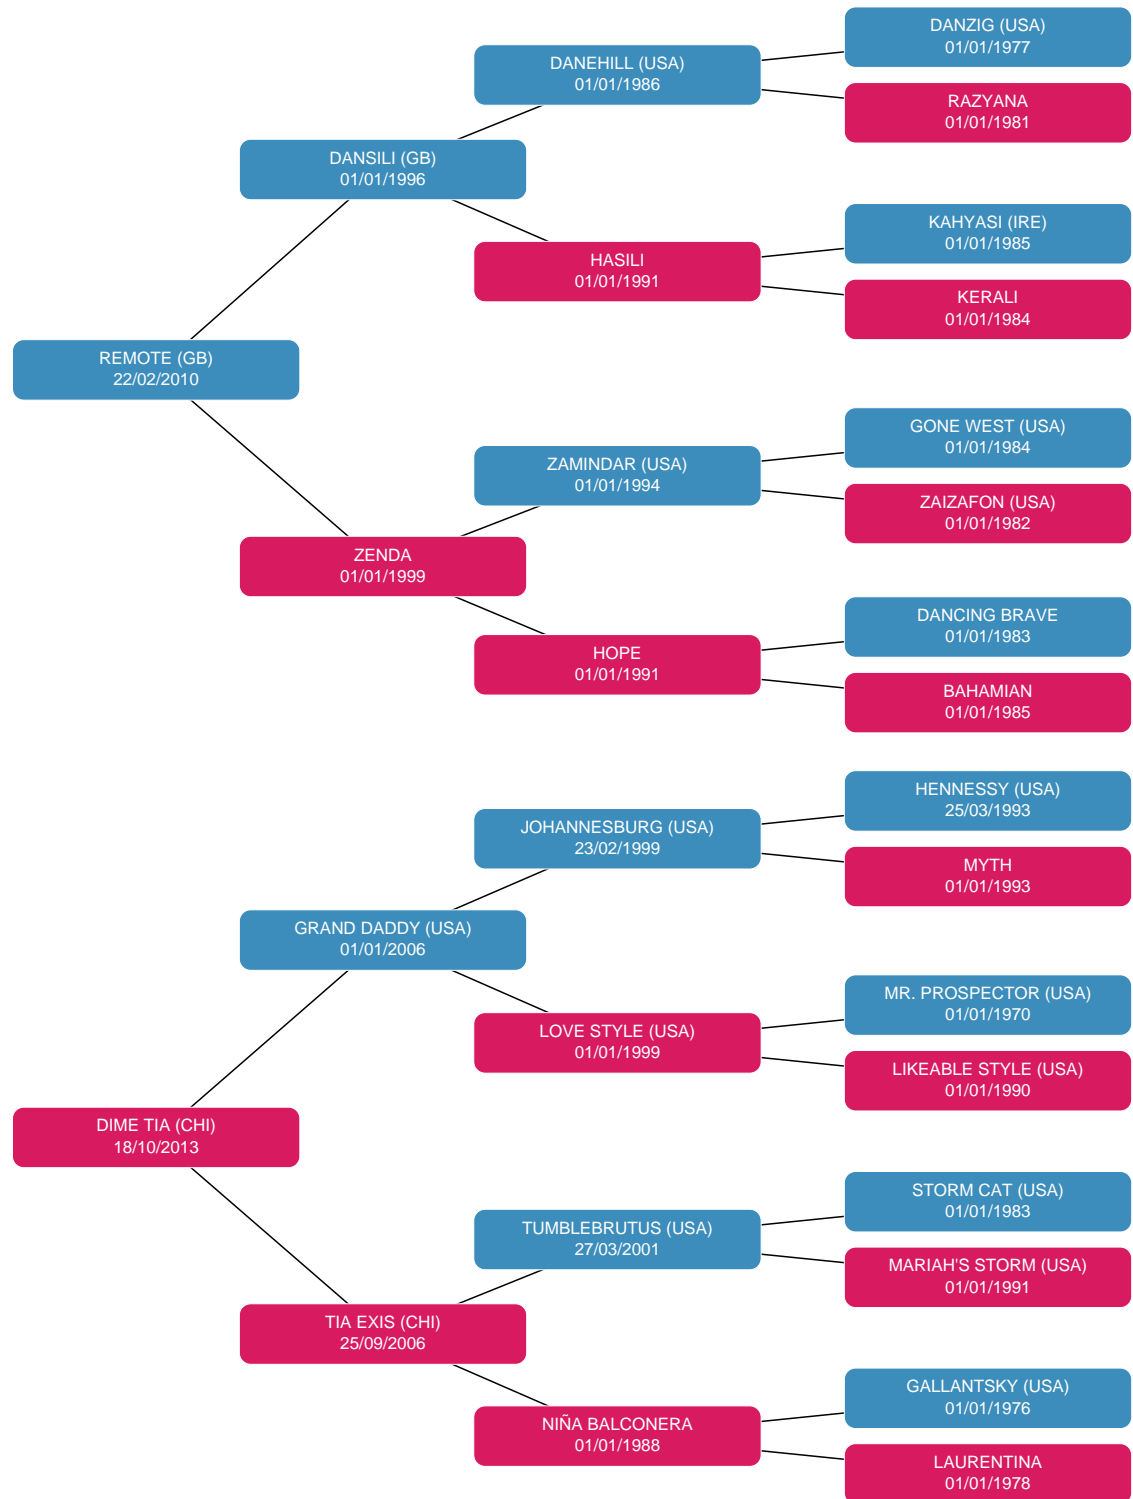 DANZIG (USA)
01/01/1977
DANEHILL (USA)
01/01/1986
RAZYANA
01/01/1981
DANSILI (GB)
01/01/1996
KAHYASI (IRE)
01/01/1985
HASILI
01/01/1991
KERALI
01/01/1984
REMOTE (GB)
22/02/2010
GONE WEST (USA)
01/01/1984
ZAMINDAR (USA)
01/01/1994
ZAIZAFON (USA)
01/01/1982
ZENDA
01/01/1999
DANCING BRAVE
01/01/1983
HOPE
01/01/1991
BAHAMIAN
01/01/1985
HENNESSY (USA)
25/03/1993
JOHANNESBURG (USA)
23/02/1999
MYTH
01/01/1993
GRAND DADDY (USA)
01/01/2006
MR. PROSPECTOR (USA)
01/01/1970
LOVE STYLE (USA)
01/01/1999
LIKEABLE STYLE (USA)
01/01/1990
DIME TIA (CHI)
18/10/2013
STORM CAT (USA)
01/01/1983
TUMBLEBRUTUS (USA)
27/03/2001
MARIAH'S STORM (USA)
01/01/1991
TIA EXIS (CHI)
25/09/2006
GALLANTSKY (USA)
01/01/1976
NIÑA BALCONERA
01/01/1988
LAURENTINA
01/01/1978